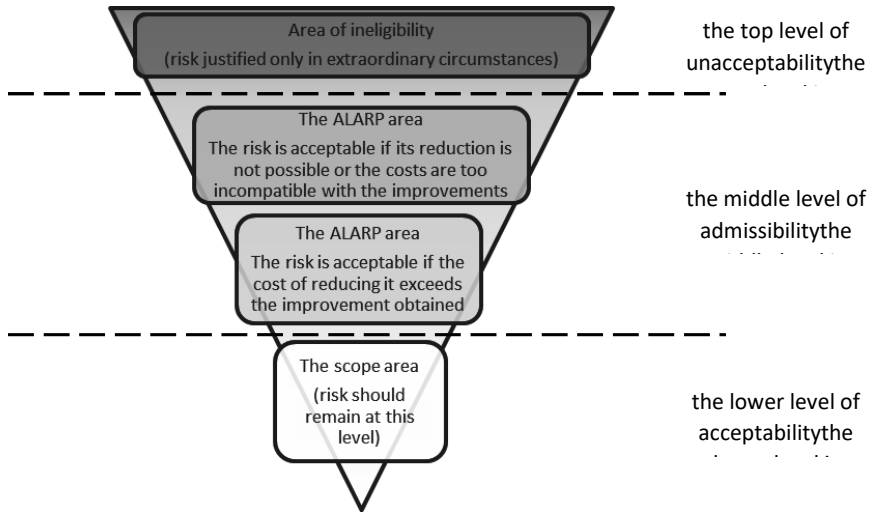 Area of ineligibility
(risk justified only in extraordinary circumstances)
the top level of
unacceptabilitythe
The ALARP area
The risk is acceptable if its reduction is
not possible or the costs are too
incompatible with the improvements
the middle level of
admissibilitythe
The ALARP area
The risk is acceptable if the
cost of reducing it exceeds
the improvement obtained
The scope area
(risk should
remain at this
level)
the lower level of
acceptabilitythe